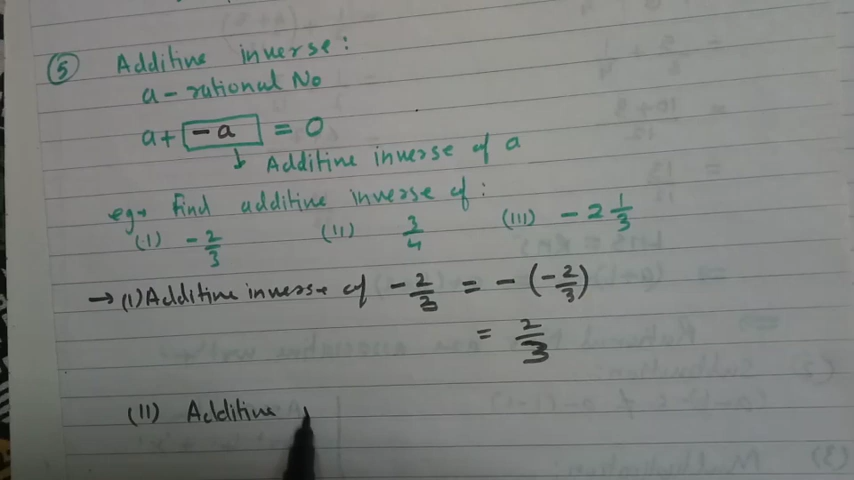 (5) Additive inverse:
a - rational No
a + -a = 0
↳ Additive inverse of a
eg → Find additive inverse of:
(I) -2/3 (II) 3/4 (III) -2 1/3
→ (I) Additive inverse of -2/3 = -(-2/3)
= 2/3
(II) Additive